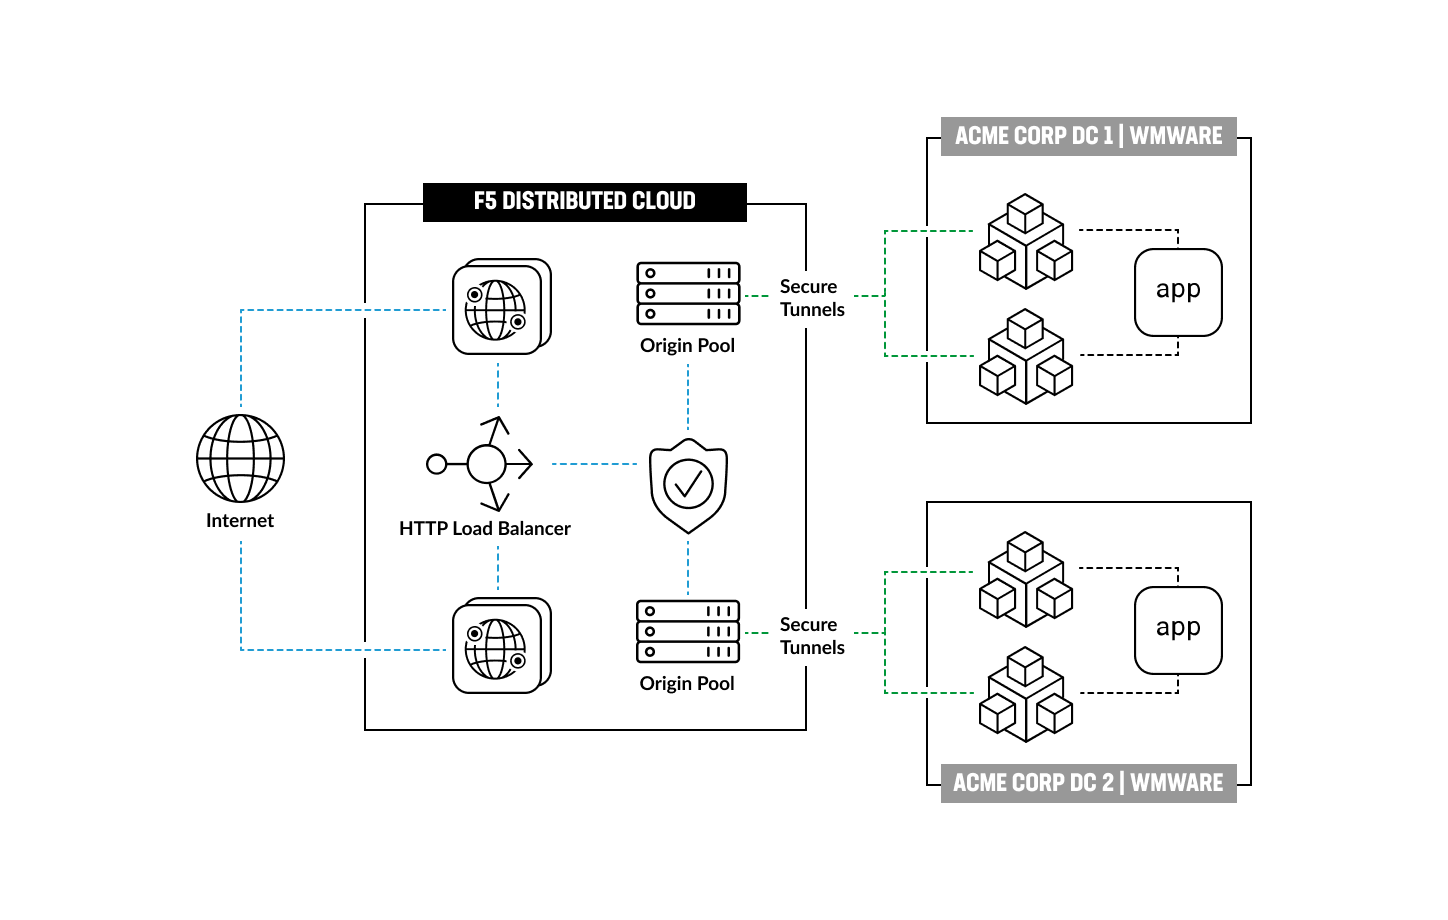 ACME CORP DC 1 | WMWARE
F5 DISTRIBUTED CLOUD
Secure
Tunnels
app
Origin Pool
Internet
HTTP Load Balancer
Secure
Tunnels
app
Origin Pool
ACME CORP DC 2 | WMWARE